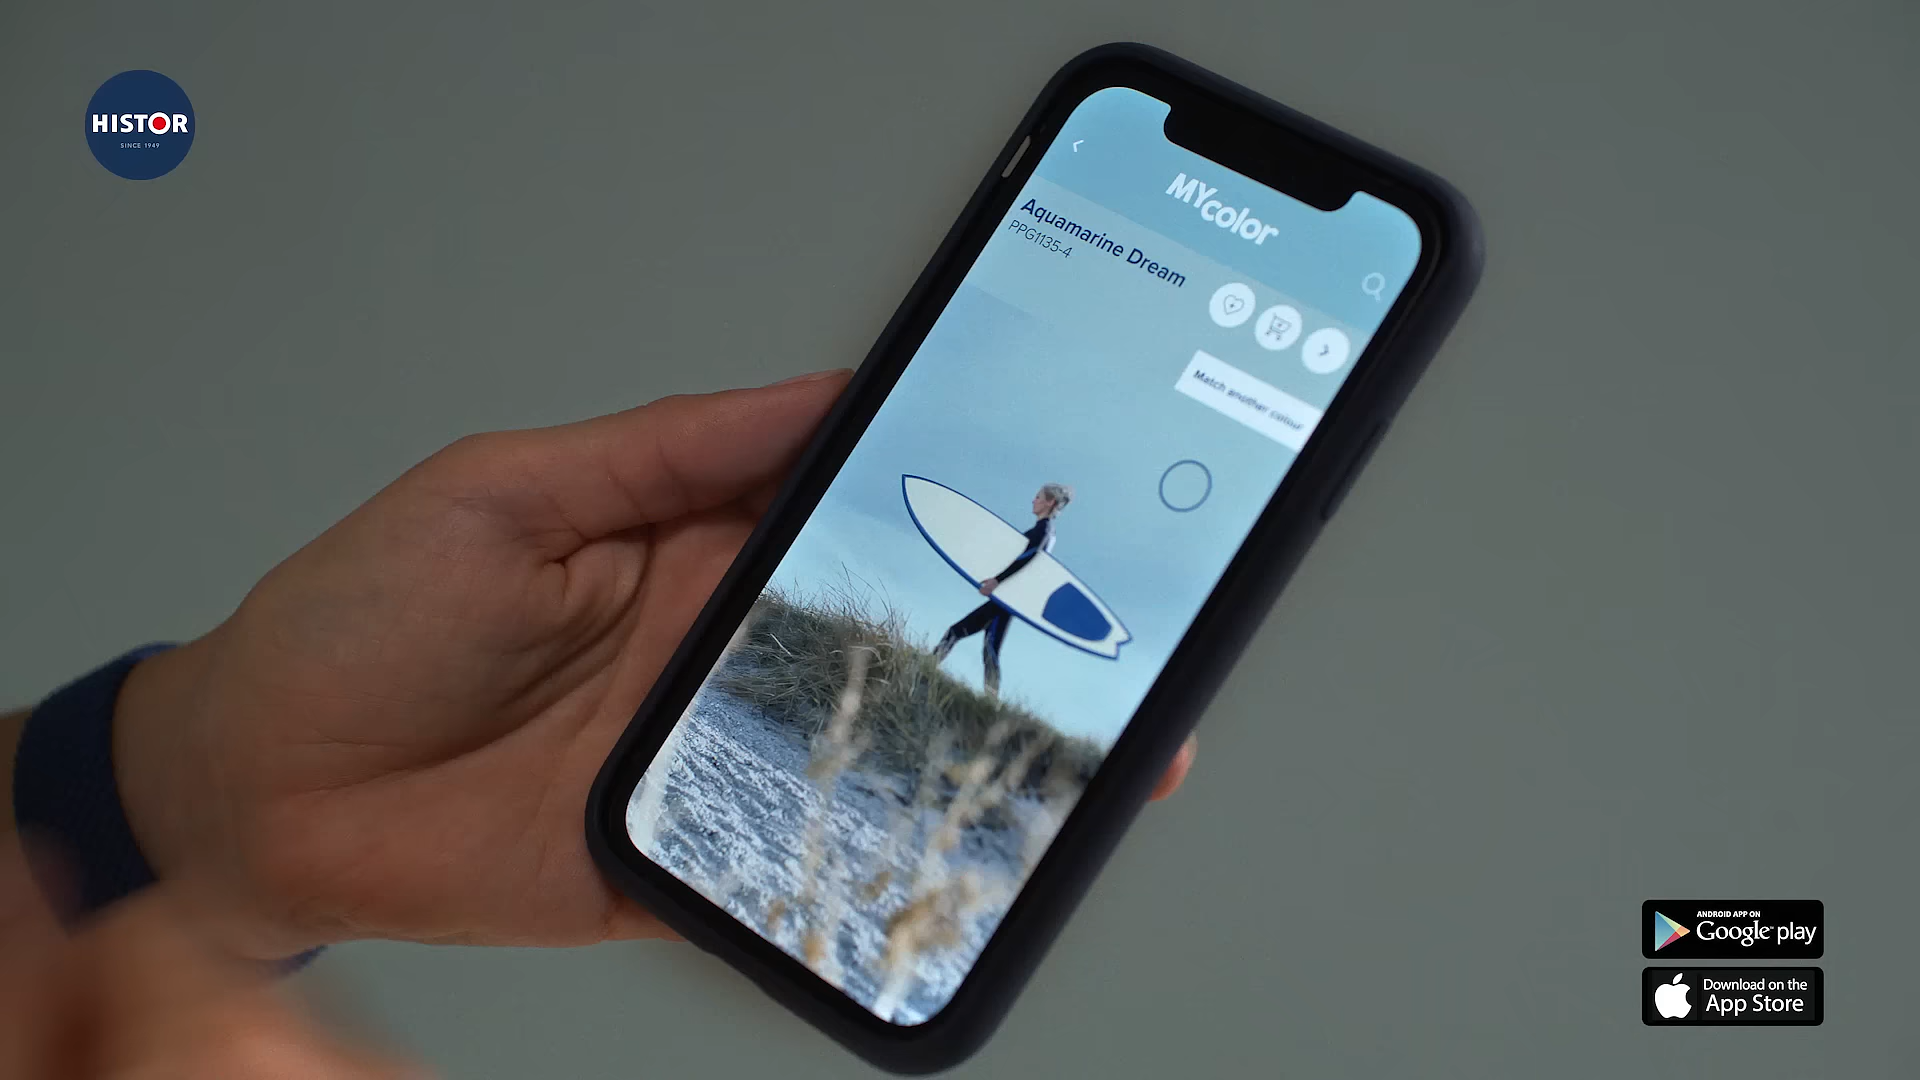 HISTOR
SINCE 1949
MYcolor
Aquamarine Dream
PPG1135-4
Match another colour
ANDROID APP ON
Google play
Download on the
App Store